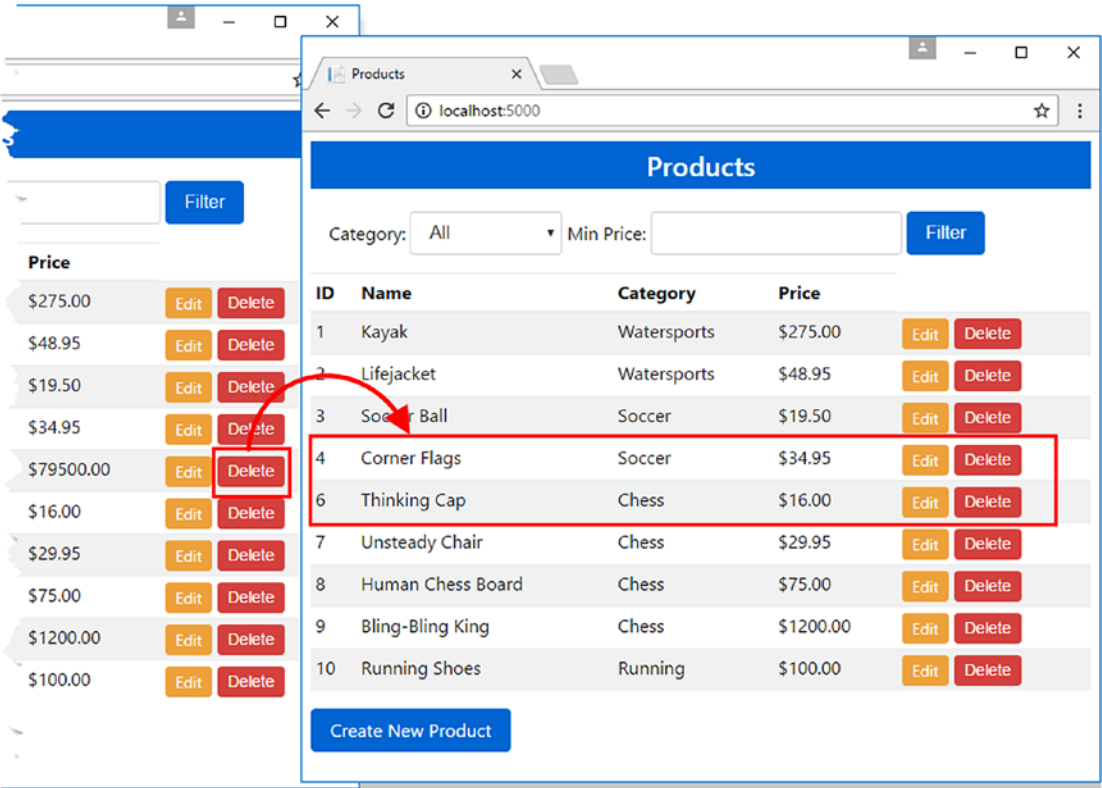 s
Filter
Price
$275.00 Edit Delete
$48.95 Edit Delete
$19.50 Edit Delete
$34.95 Edit Delete
$79500.00 Edit Delete
$16.00 Edit Delete
$29.95 Edit Delete
$75.00 Edit Delete
$1200.00 Edit Delete
$100.00 Edit Delete
Products
localhost:5000
Products
Category: All Min Price: Filter
ID Name Category Price
1 Kayak Watersports $275.00 Edit Delete
2 Lifejacket Watersports $48.95 Edit Delete
3 Soccer Ball Soccer $19.50 Edit Delete
4 Corner Flags Soccer $34.95 Edit Delete
6 Thinking Cap Chess $16.00 Edit Delete
7 Unsteady Chair Chess $29.95 Edit Delete
8 Human Chess Board Chess $75.00 Edit Delete
9 Bling-Bling King Chess $1200.00 Edit Delete
10 Running Shoes Running $100.00 Edit Delete
Create New Product